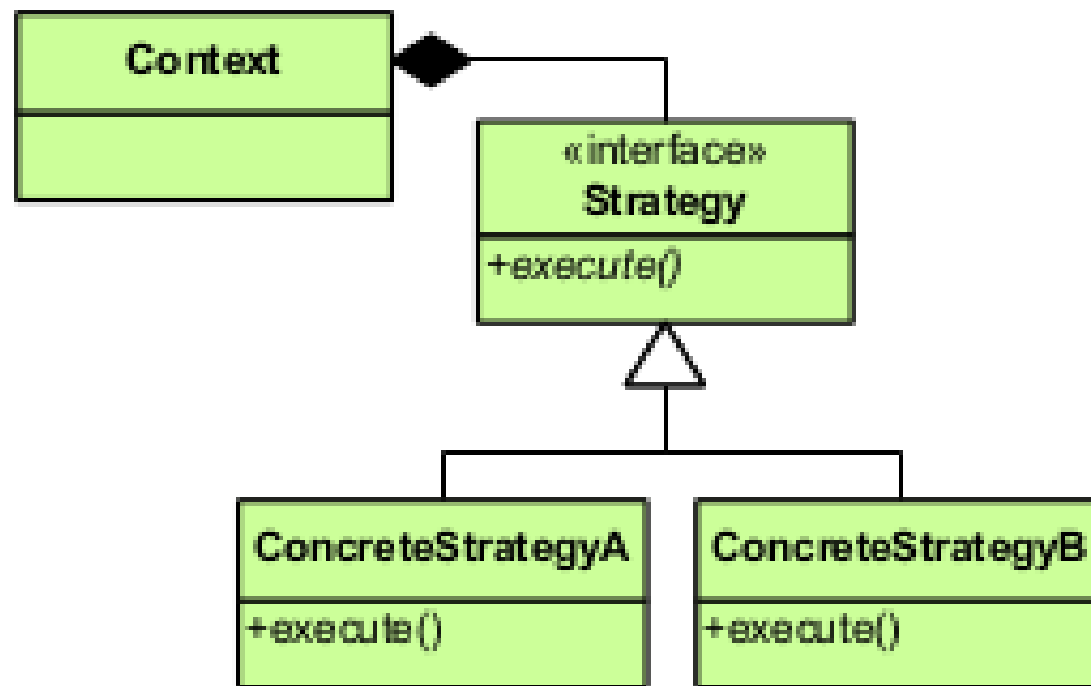 Context
«interface»
Strategy
+execute()
ConcreteStrategyA
+execute()
ConcreteStrategyB
+execute()